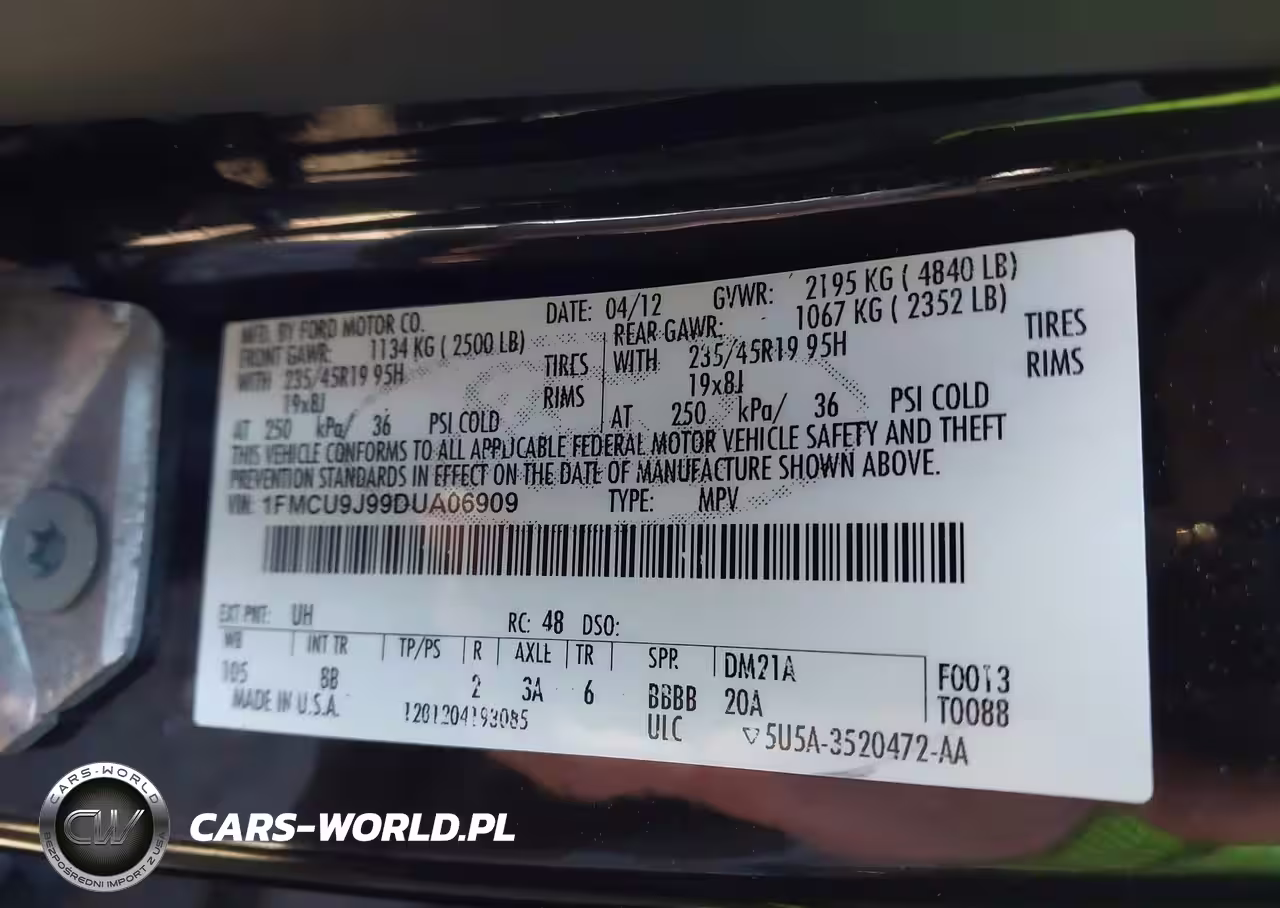 MFD. BY FORD MOTOR CO. DATE: 04/12 GVWR: 2195 KG ( 4840 LB)
FRONT GAWR: 1134 KG ( 2500 LB) REAR GAWR: 1067 KG ( 2352 LB)
WITH 235/45R19 95H TIRES WITH 235/45R19 95H TIRES
19x8J RIMS 19x8J RIMS
AT 250 kPa/ 36 PSI COLD AT 250 kPa/ 36 PSI COLD
THIS VEHICLE CONFORMS TO ALL APPLICABLE FEDERAL MOTOR VEHICLE SAFETY AND THEFT
PREVENTION STANDARDS IN EFFECT ON THE DATE OF MANUFACTURE SHOWN ABOVE.
VIN: 1FMCU9J99DUA06909 TYPE: MPV
EXT PNT: UH RC: 48 DSO:
WB INT TR TP/PS R AXLE TR SPR DM21A F0013
105 BB 2 3A 6 BBBB 20A T0088
MADE IN U.S.A. 1201204193085 ULC ▽5U5A-3520472-AA
CARS-WORLD
CW
BEZPOŚREDNI IMPORT Z USA
CARS-WORLD.PL